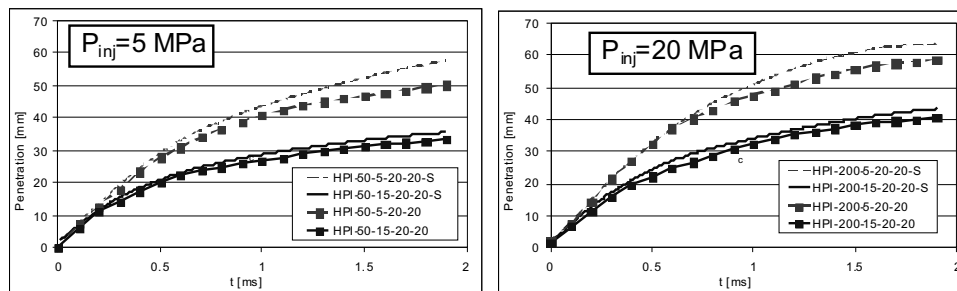 P_inj=5 MPa
70
60
50
40
30
20
10
0
Penetration [mm]
0
0.5
1
1.5
2
t [ms]
HPI-50-5-20-20-S
HPI-50-15-20-20-S
HPI-50-5-20-20
HPI-50-15-20-20
P_inj=20 MPa
70
60
50
40
30
20
10
0
Penetration [mm]
0
0.5
1
1.5
2
t [ms]
c
HPI-200-5-20-20-S
HPI-200-15-20-20-S
HPI-200-5-20-20
HPI-200-15-20-20